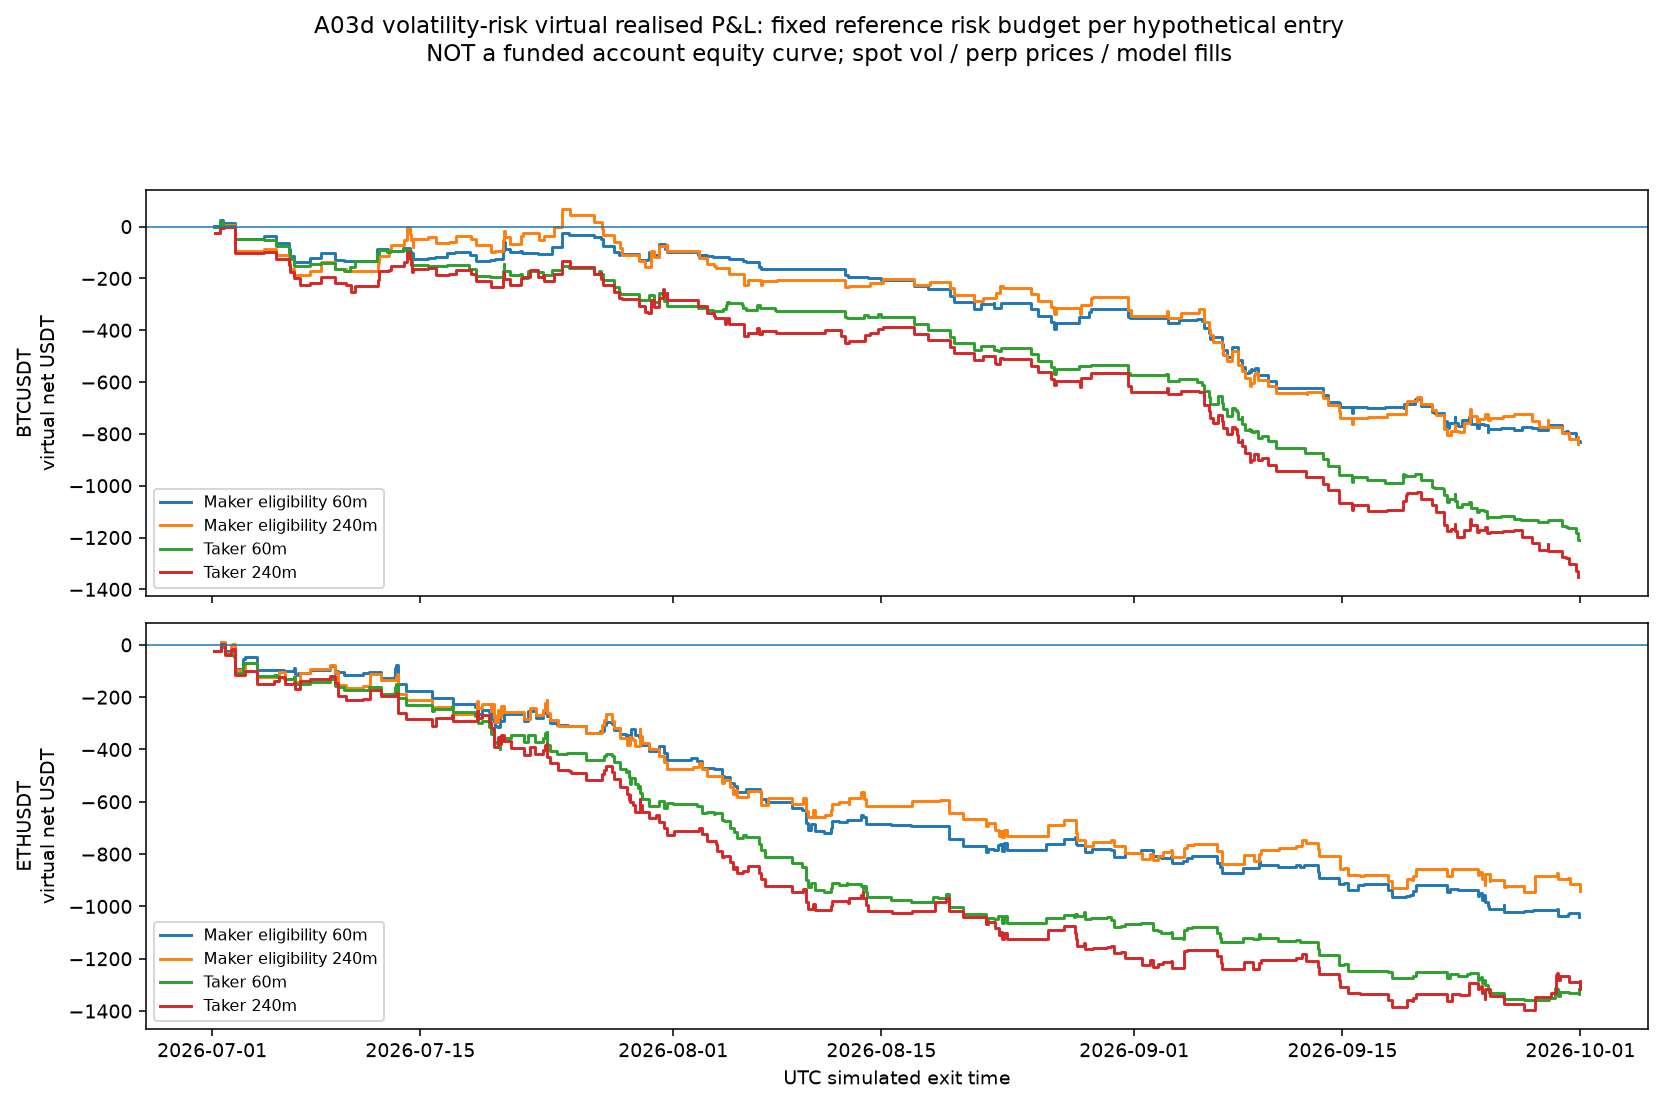 A03d volatility-risk virtual realised P&L: fixed reference risk budget per hypothetical entry
NOT a funded account equity curve; spot vol / perp prices / model fills
BTCUSDT
virtual net USDT
0
−200
−400
−600
−800
−1000
−1200
−1400
Maker eligibility 60m
Maker eligibility 240m
Taker 60m
Taker 240m
ETHUSDT
virtual net USDT
0
−200
−400
−600
−800
−1000
−1200
−1400
Maker eligibility 60m
Maker eligibility 240m
Taker 60m
Taker 240m
2026-07-01
2026-07-15
2026-08-01
2026-08-15
2026-09-01
2026-09-15
2026-10-01
UTC simulated exit time